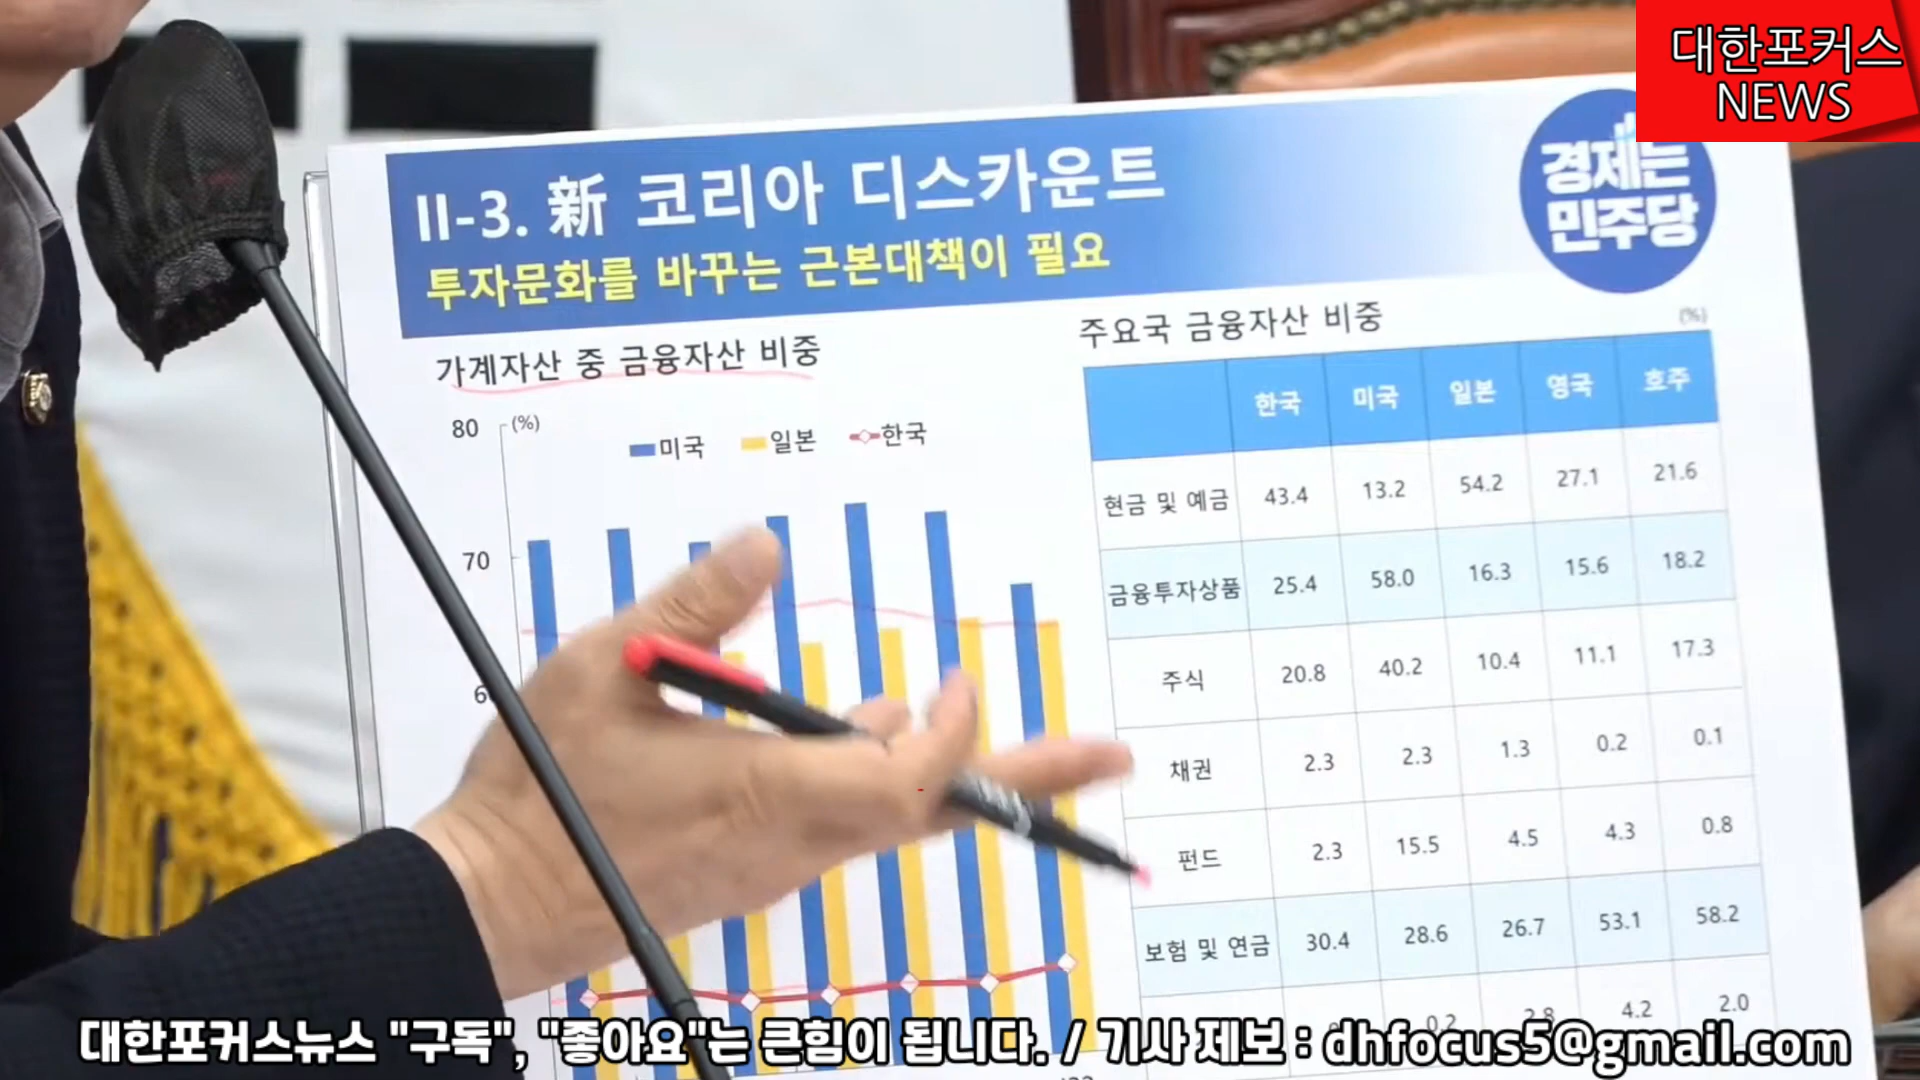 대한포커스
NEWS
II-3. 新 코리아 디스카운트
투자문화를 바꾸는 근본대책이 필요
경제는
민주당
가계자산 중 금융자산 비중
80 (%)
미국 일본 한국
70
주요국 금융자산 비중
(%)
한국 미국 일본 영국 호주
현금 및 예금 43.4 13.2 54.2 27.1 21.6
금융투자상품 25.4 58.0 16.3 15.6 18.2
주식 20.8 40.2 10.4 11.1 17.3
채권 2.3 2.3 1.3 0.2 0.1
펀드 2.3 15.5 4.5 4.3 0.8
보험 및 연금 30.4 28.6 26.7 53.1 58.2
0.2 2.8 4.2 2.0
대한포커스뉴스 "구독", "좋아요"는 큰힘이 됩니다. / 기사 제보 : dhfocus5@gmail.com